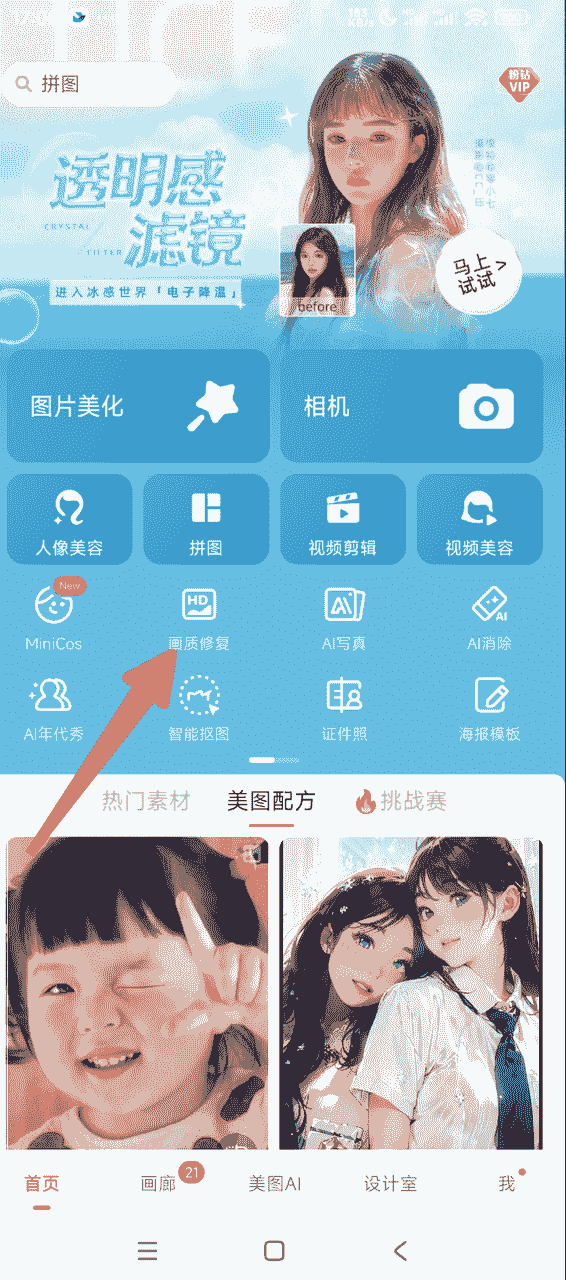 拼图
粉钻
VIP
透明感
CRYSTAL
滤镜
FILTER
进入冰感世界「电子降温」
before
马上
试试>
图片美化
相机
人像美容
拼图
视频剪辑
视频美容
New
HD
AI
AI
MiniCos
画质修复
AI写真
AI消除
AI年代秀
智能抠图
证件照
海报模板
热门素材
美图配方
挑战赛
首页
画廊
21
美图AI
设计室
我